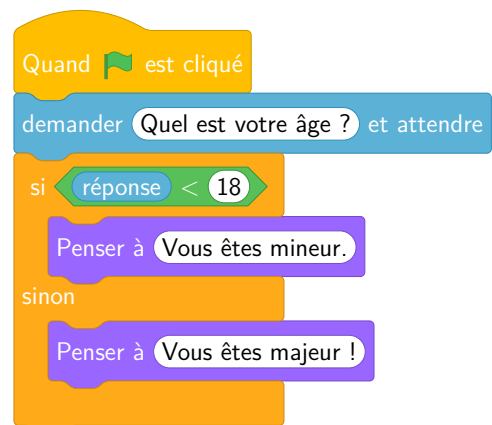 Quand est cliqué
demander Quel est votre âge ? et attendre
si réponse < 18
Penser à Vous êtes mineur.
sinon
Penser à Vous êtes majeur !